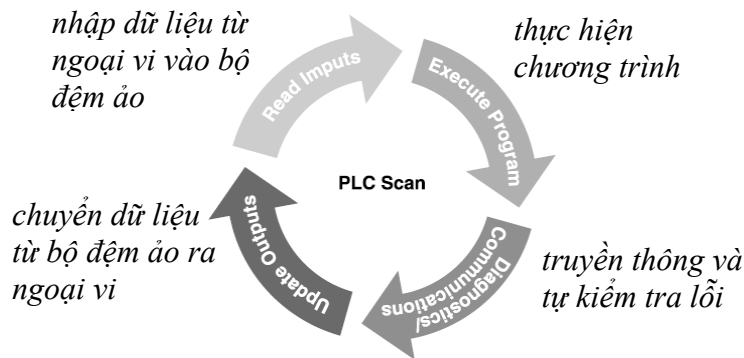 nhập dữ liệu từ
ngoại vi vào bộ
đệm ảo
Read Imputs
thực hiện
chương trình
Execute Program
PLC Scan
chuyển dữ liệu
từ bộ đệm ảo ra
ngoại vi
Update Outputs
Diagnostics/
Communications
truyền thông và
tự kiểm tra lỗi